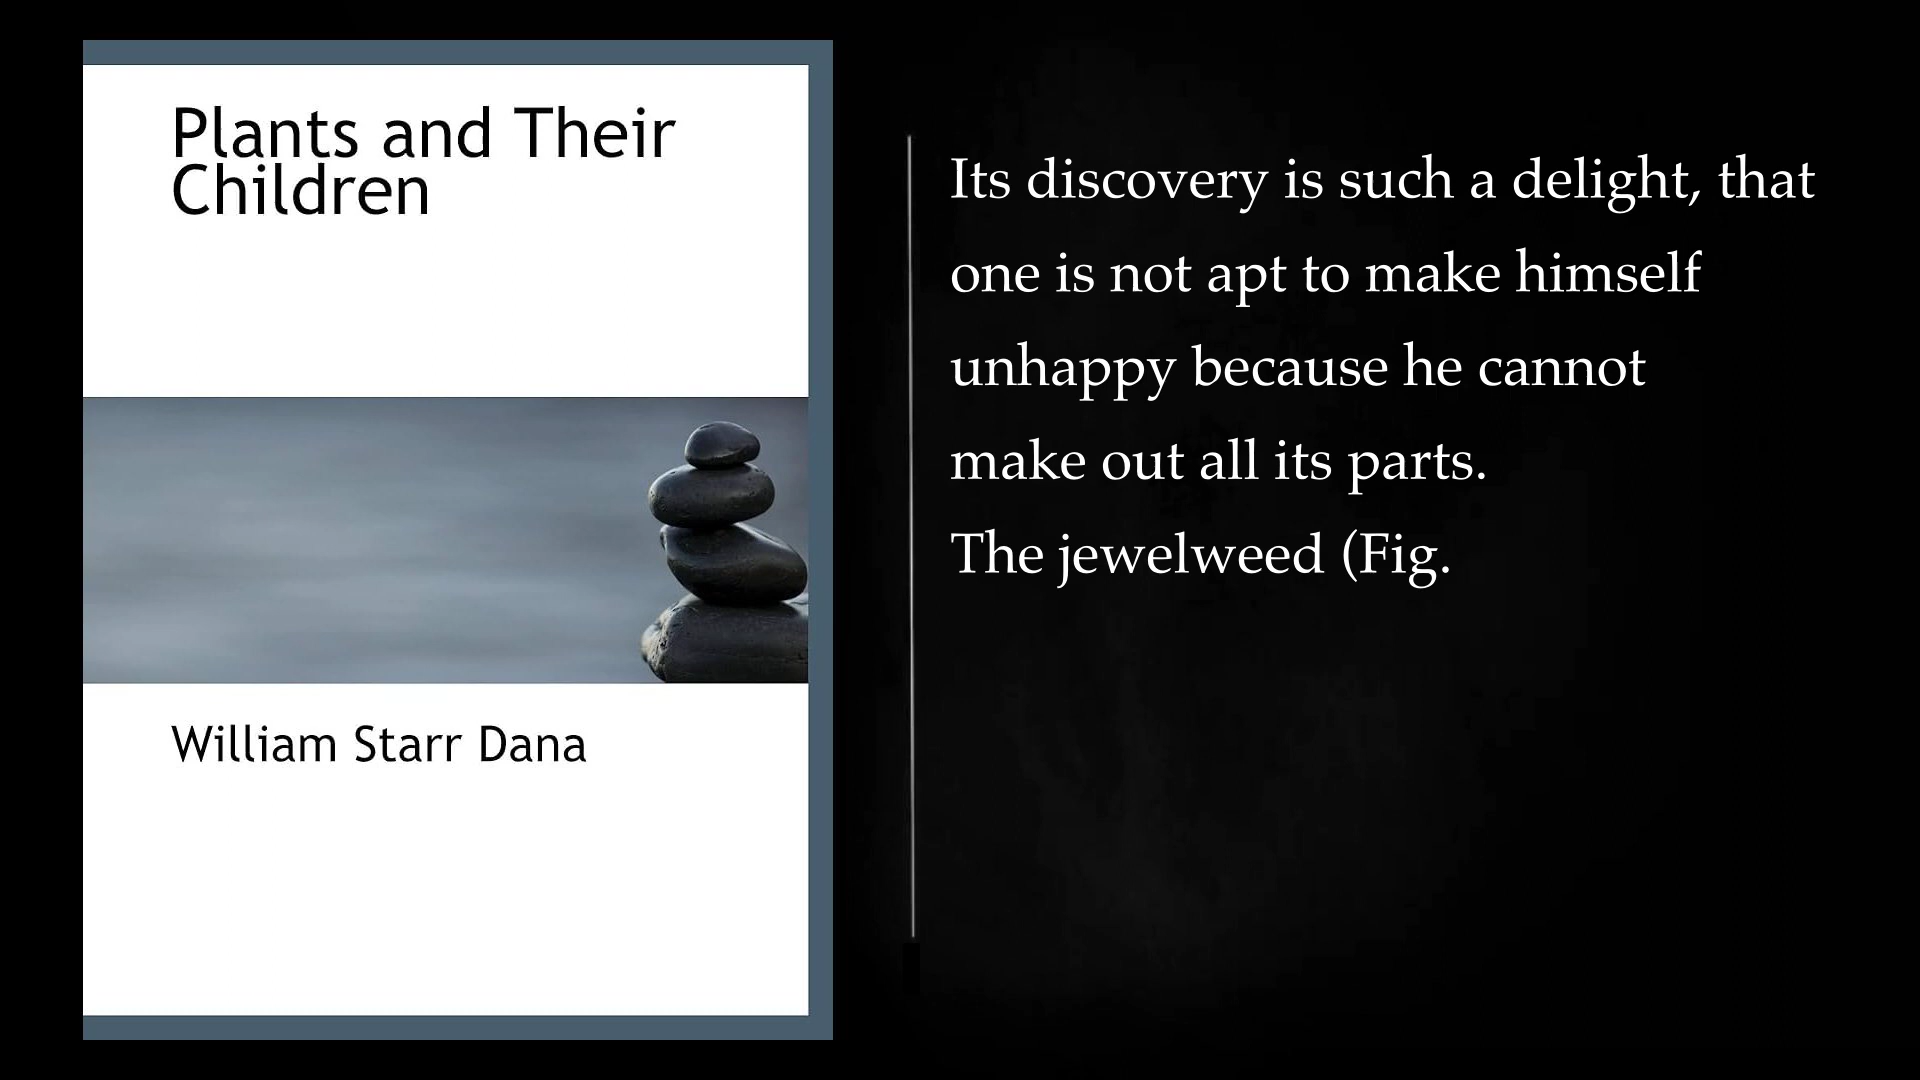 Plants and Their
Children
William Starr Dana
Its discovery is such a delight, that
one is not apt to make himself
unhappy because he cannot
make out all its parts.
The jewelweed (Fig.